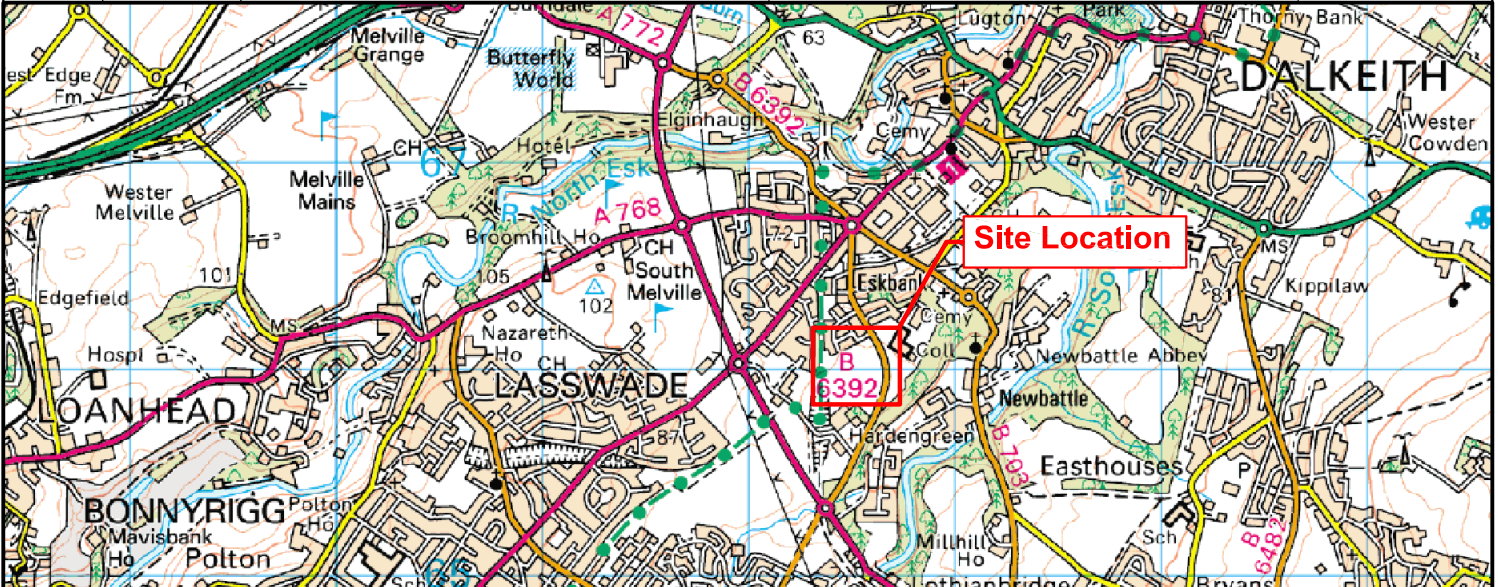 A 772
Melville
Grange
Butterfly
World
63
Lugton
Park
Thorny Bank
DALKEITH
Edge
Fm
B 6392
Elginhaugh
Cemy
Wester
Cowden
CH
67
Hotel
Wester
Melville
Melville
Mains
R North Esk
A 768
Broomhill Ho
72
CH
South
Melville
Site Location
MS
101
105
102
Eskbank
Kippilaw
81
Edgefield
MS
Nazareth
Ho
CH
Cemy
Coll
Hospl
B
6392
Newbattle Abbey
LASSWADE
Newbattle
LOANHEAD
87
Hardengreen
B 703
Easthouses
P
BONNYRIGG
Polton
Ho
Mavisbank
Ho
Polton
Millhill
Ho
Sch
B 6482
Lothianbridge
Bryans